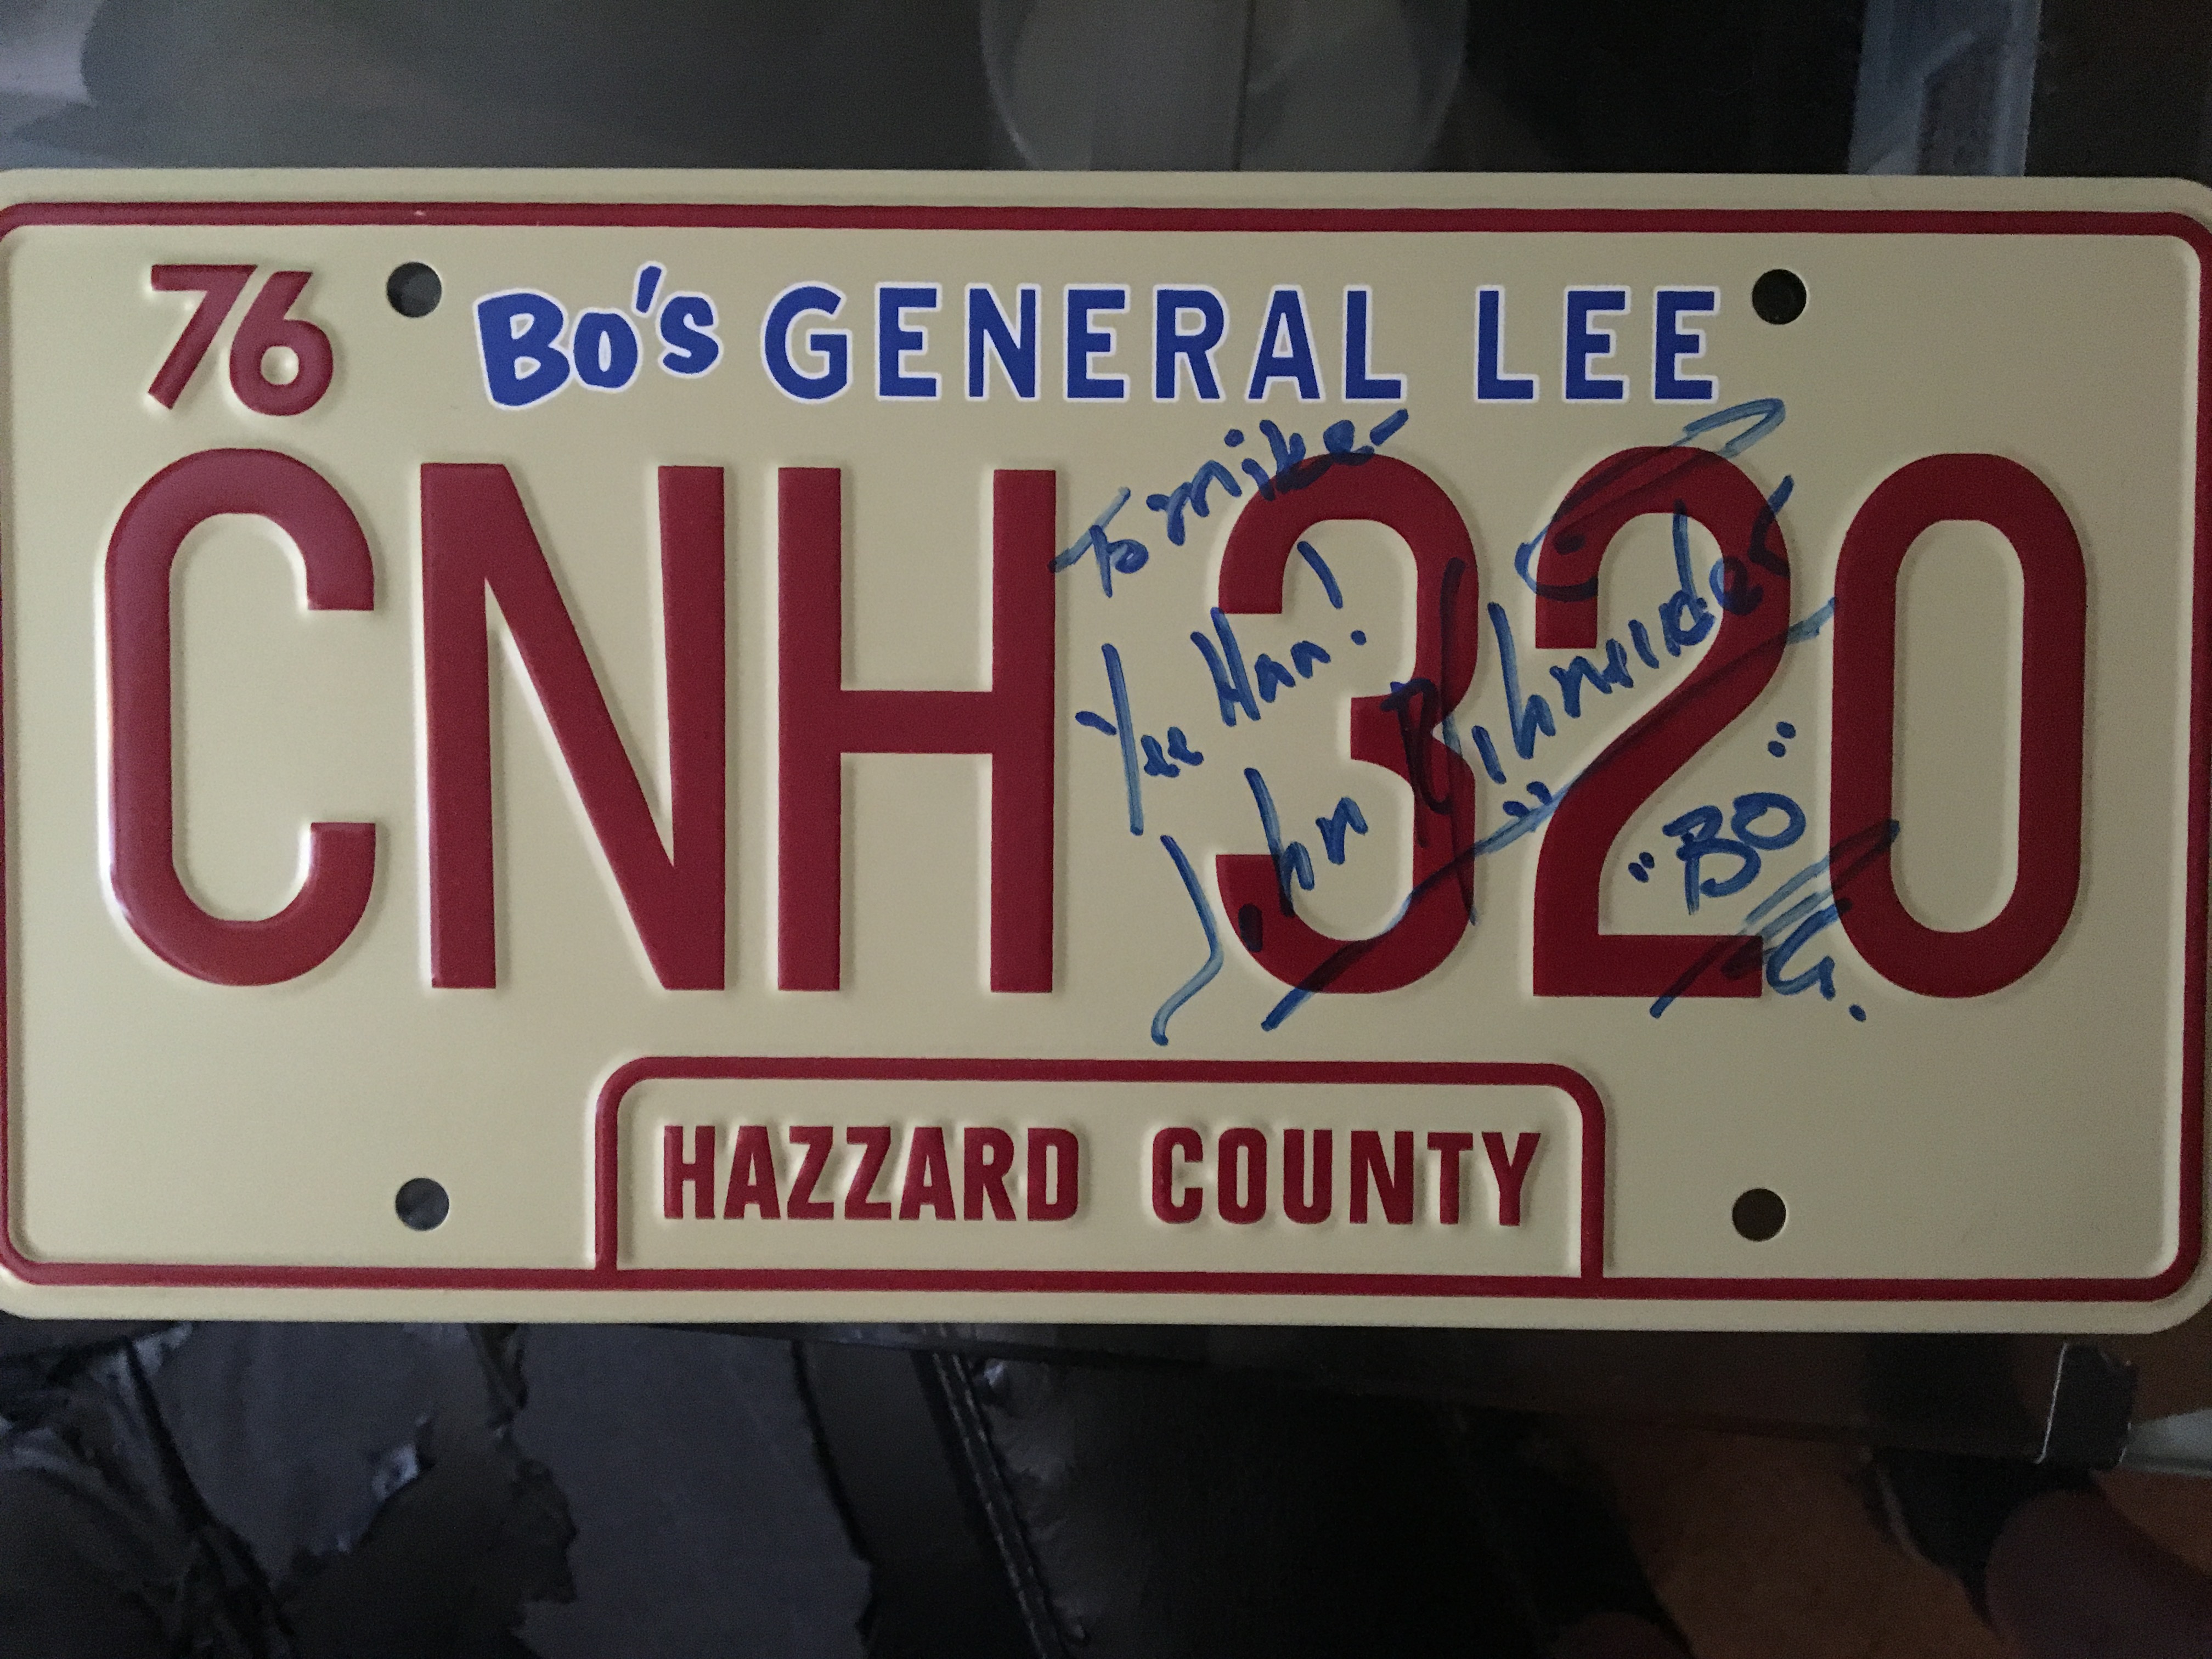 76 Bo's GENERAL LEE
CNH 320
To mike-
Yee Haa!
John Schneider
"BO"
HAZZARD COUNTY